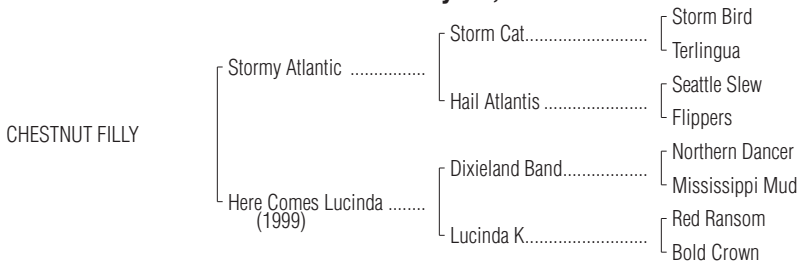 Storm Bird
Storm Cat
Terlingua
Stormy Atlantic
Seattle Slew
Hail Atlantis
Flippers
CHESTNUT FILLY
Northern Dancer
Dixieland Band
Mississippi Mud
Here Comes Lucinda
(1999)
Red Ransom
Lucinda K.
Bold Crown